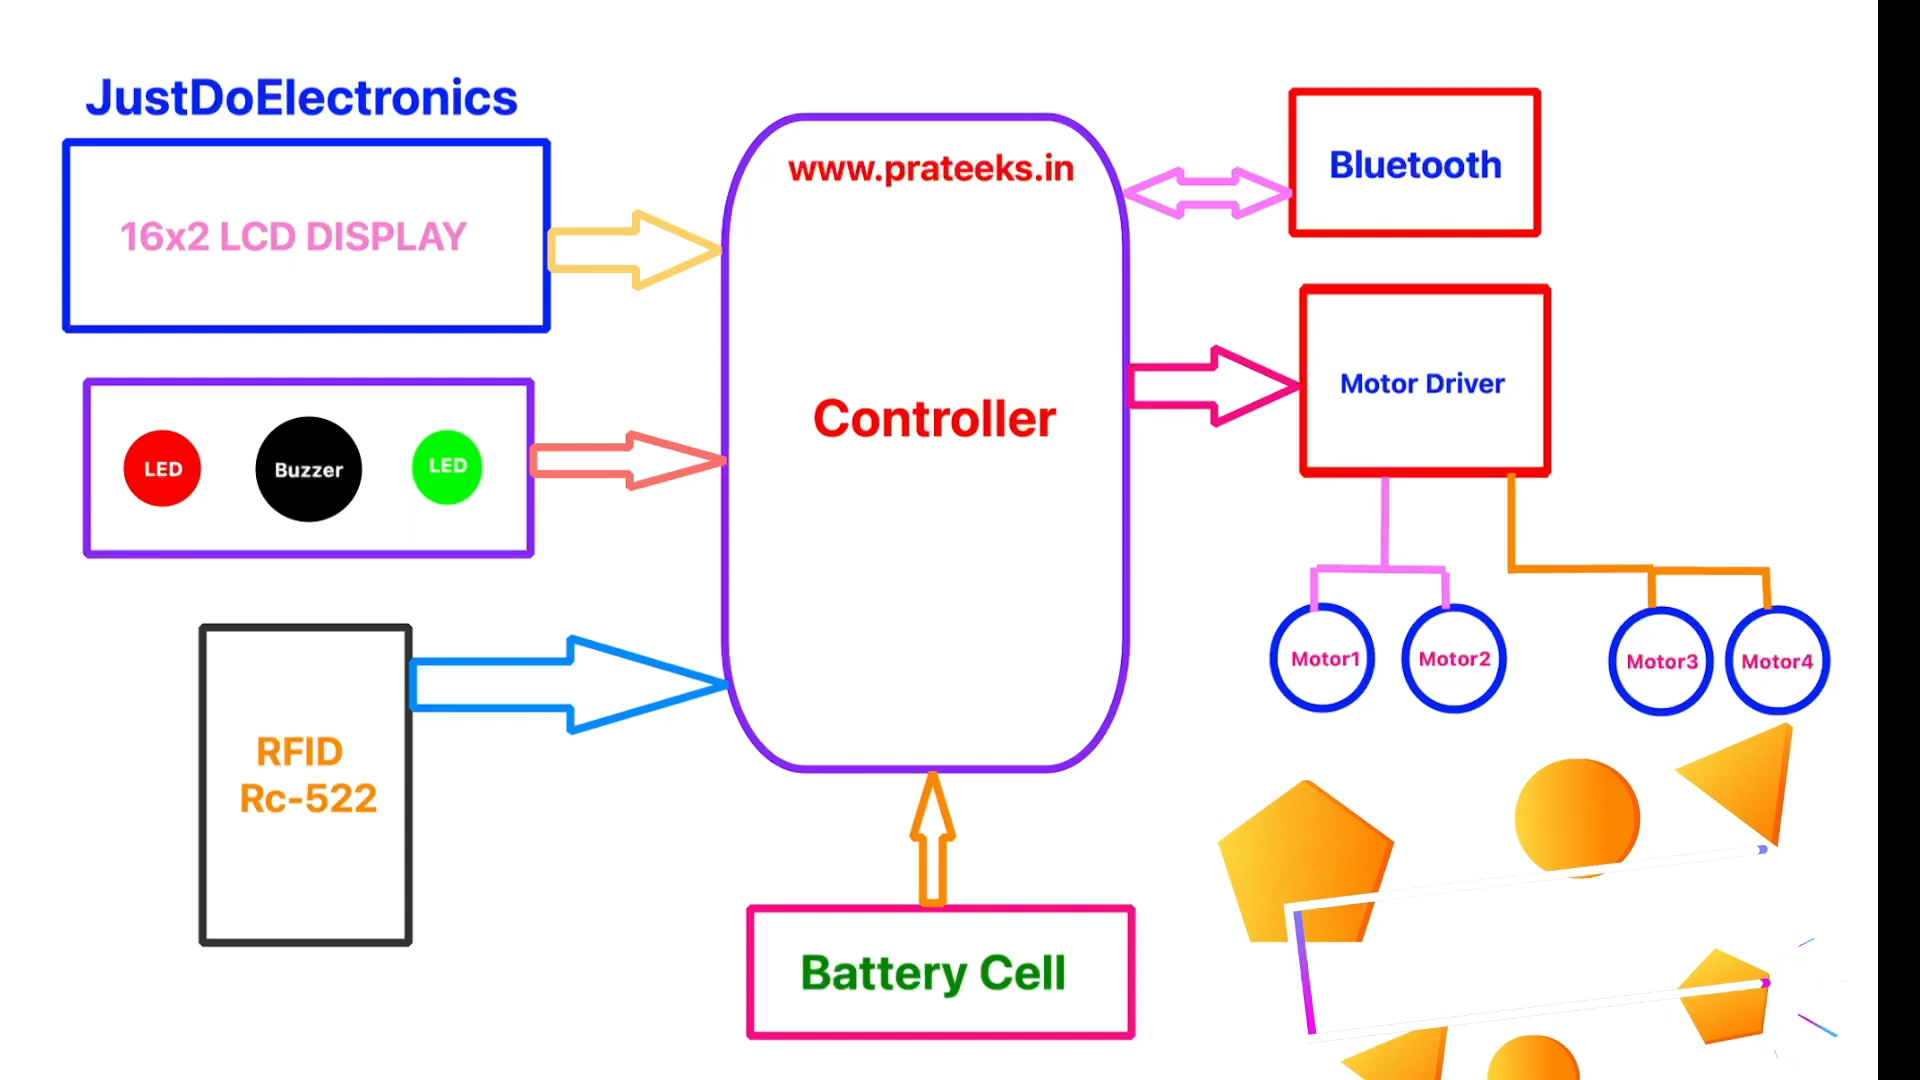 JustDoElectronics
16x2 LCD DISPLAY
LED
Buzzer
LED
RFID
Rc-522
www.prateeks.in
Controller
Battery Cell
Bluetooth
Motor Driver
Motor1
Motor2
Motor3
Motor4